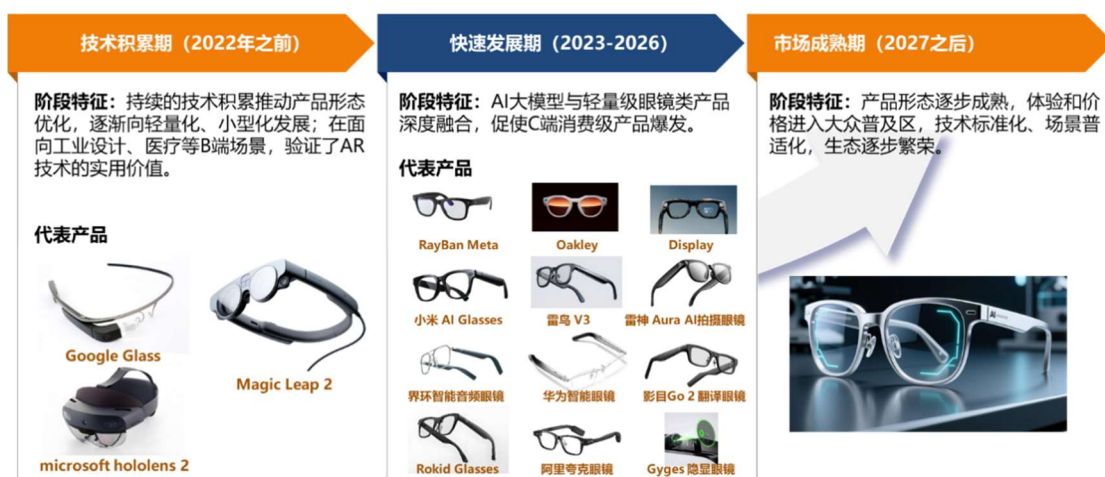 技术积累期（2022年之前）
阶段特征：持续的技术积累推动产品形态
优化，逐渐向轻量化、小型化发展；在面
向工业设计、医疗等B端场景，验证了AR
技术的实用价值。
代表产品
Google Glass
Magic Leap 2
microsoft hololens 2
快速发展期（2023-2026）
阶段特征：AI大模型与轻量级眼镜类产品
深度融合，促使C端消费级产品爆发。
代表产品
RayBan Meta
Oakley
Display
小米 AI Glasses
雷鸟 V3
雷神 Aura AI拍摄眼镜
界环智能音频眼镜
华为智能眼镜
影目Go 2 翻译眼镜
Rokid Glasses
阿里夸克眼镜
Gyges 隐显眼镜
市场成熟期（2027之后）
阶段特征：产品形态逐步成熟，体验和价
格进入大众普及区，技术标准化、场景普
适化，生态逐步繁荣。
AI